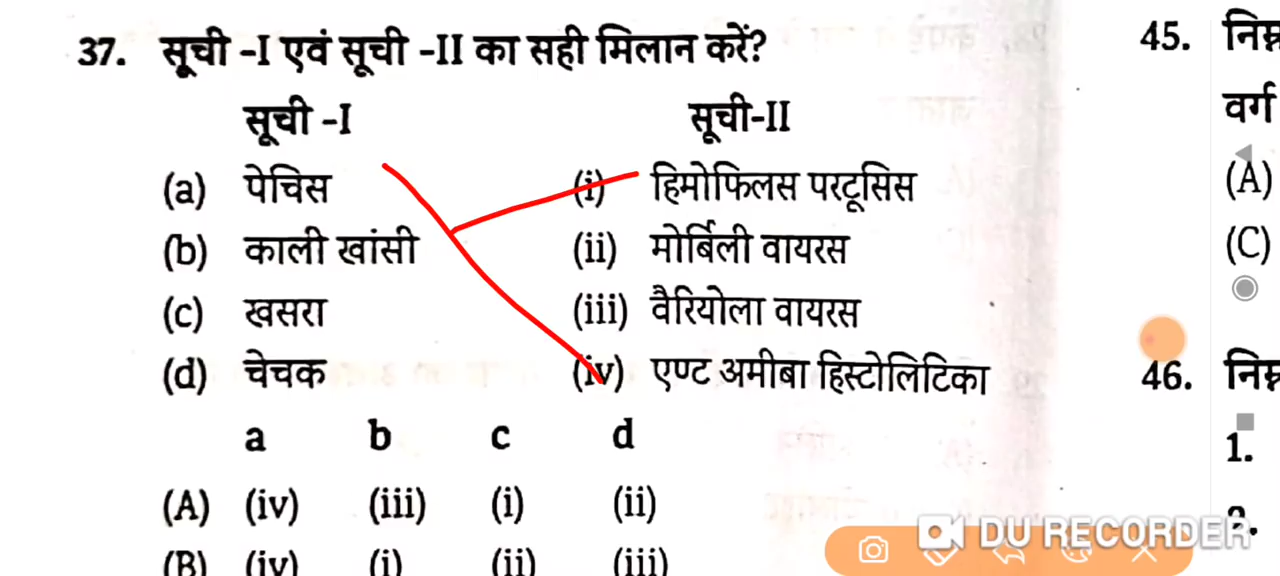 37. सूची -I एवं सूची -II का सही मिलान करें?
सूची -I सूची-II
(a) पेचिस (i) हिमोफिलस परटूसिस
(b) काली खांसी (ii) मोर्बिली वायरस
(c) खसरा (iii) वैरियोला वायरस
(d) चेचक (iv) एण्ट अमीबा हिस्टोलिटिका
a b c d
(A) (iv) (iii) (i) (ii)
(B) (iv) (i) (ii) (iii)
45.
वर्ग
(A)
(C)
46.
1.
2.
DU RECORDER